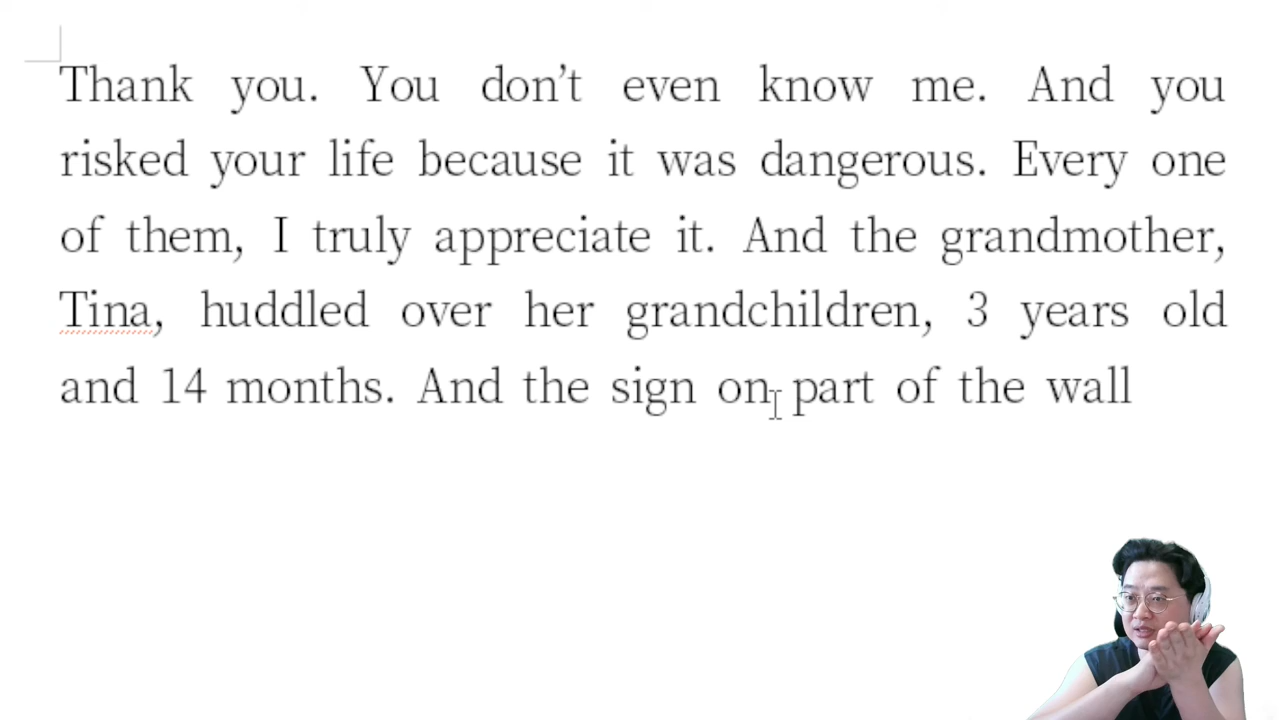 Thank you. You don’t even know me. And you
risked your life because it was dangerous. Every one
of them, I truly appreciate it. And the grandmother,
Tina, huddled over her grandchildren, 3 years old
and 14 months. And the sign on part of the wall